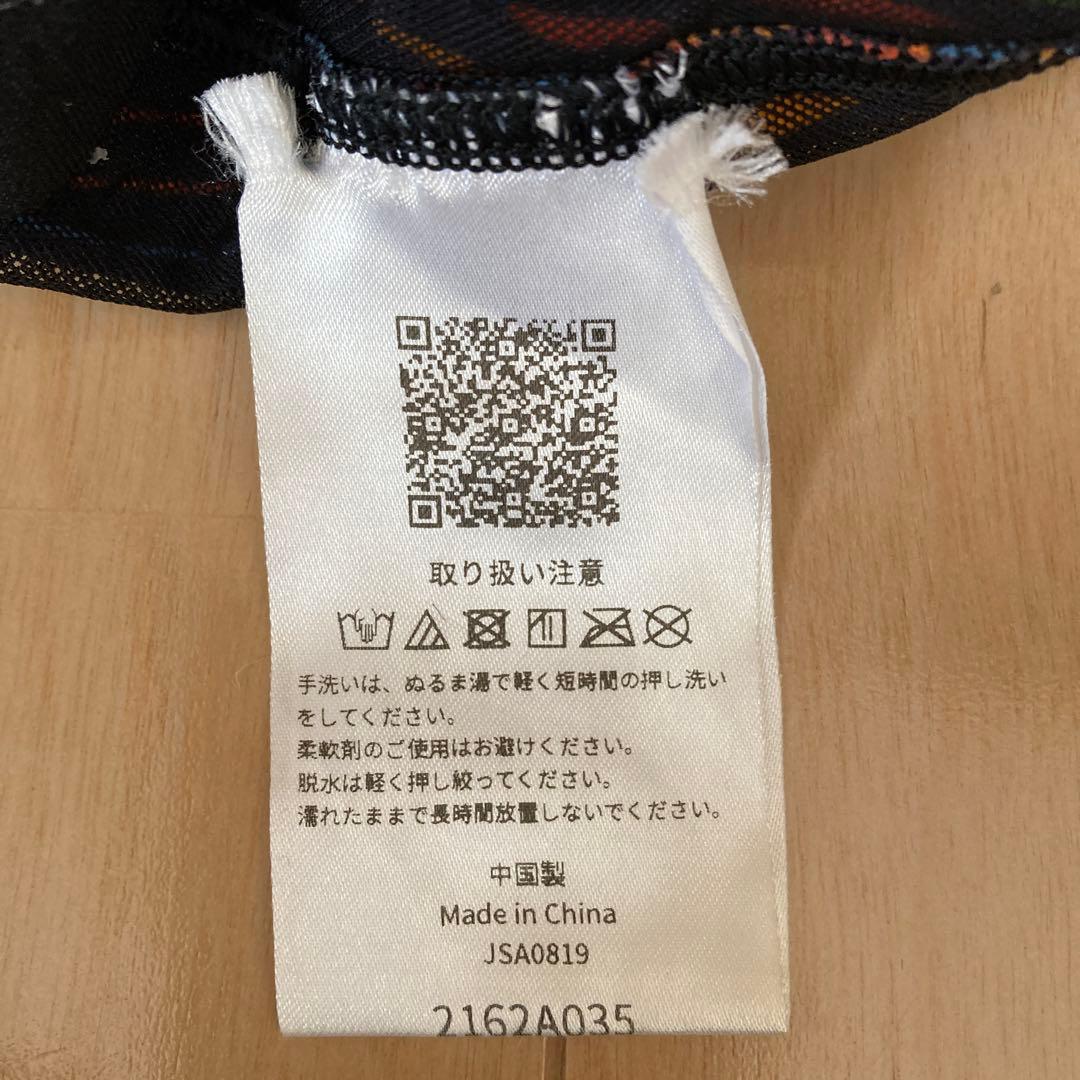 取り扱い注意
手洗いは、ぬるま湯で軽く短時間の押し洗い
をしてください。
柔軟剤のご使用はお避けください。
脱水は軽く押し絞ってください。
濡れたままで長時間放置しないでください。
中国製
Made in China
JSA0819
2162A035